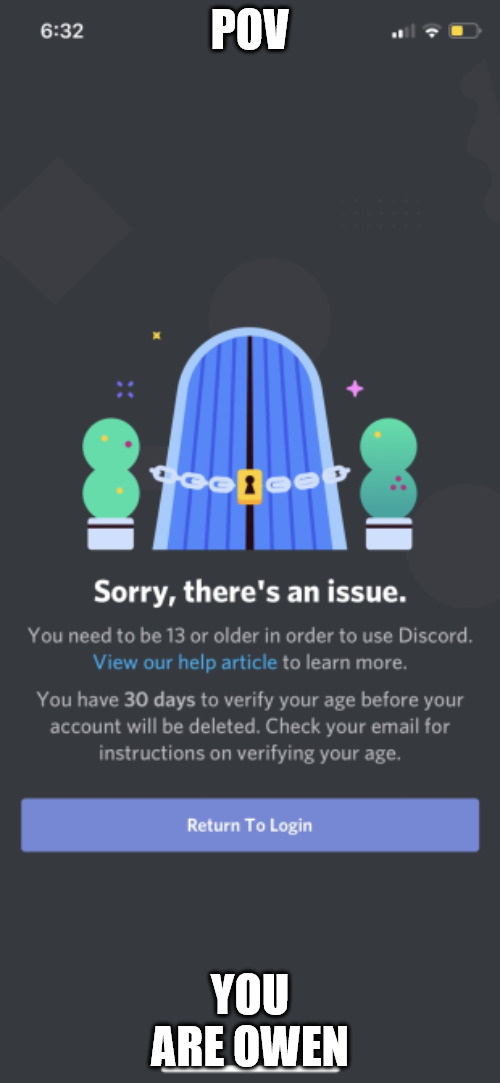 POV
6:32
Sorry, there's an issue.
You need to be 13 or older in order to use Discord.
View our help article to learn more.
You have 30 days to verify your age before your
account will be deleted. Check your email for
instructions on verifying your age.
Return To Login
YOU
ARE OWEN